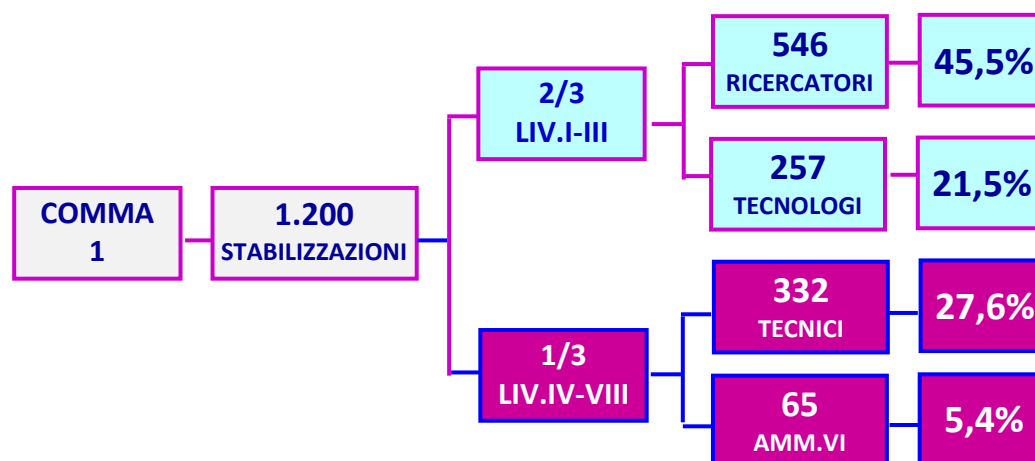 COMMA
1
1.200
STABILIZZAZIONI
2/3
LIV.I-III
546
RICERCATORI
45,5%
257
TECNOLOGI
21,5%
1/3
LIV.IV-VIII
332
TECNICI
27,6%
65
AMM.VI
5,4%